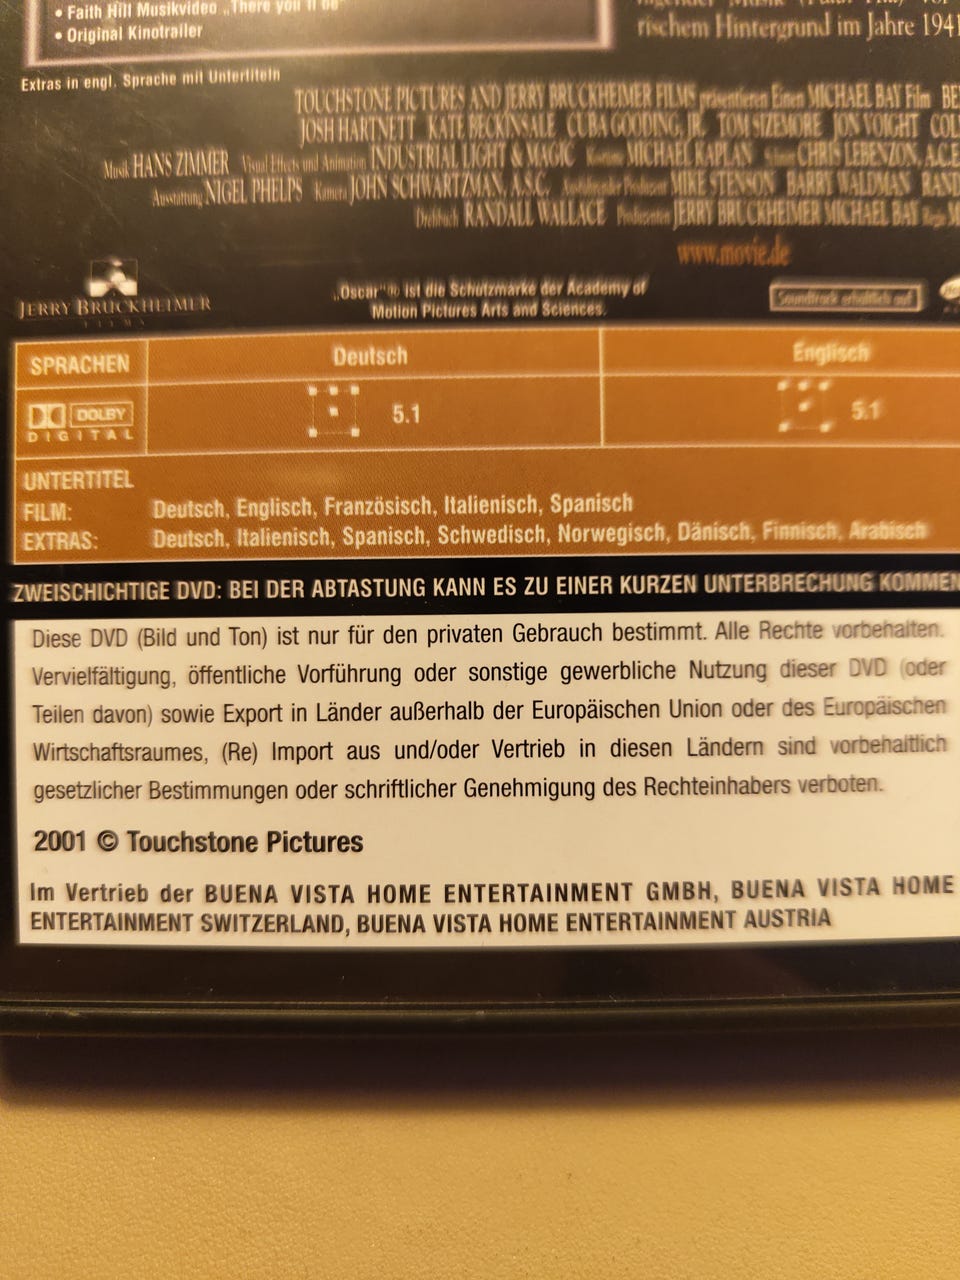 • Faith Hill Musikvideo „There you'll be“
• Original Kinotrailer
rischem Hintergrund im Jahre 1941
Extras in engl. Sprache mit Untertiteln
TOUCHSTONE PICTURES AND JERRY BRUCKHEIMER FILMS präsentieren Einen MICHAEL BAY Film BE
JOSH HARTNETT KATE BECKINSALE CUBA GOODING, JR. TOM SIZEMORE JON VOIGHT COL
Musik HANS ZIMMER Visual Effects and Animation INDUSTRIAL LIGHT & MAGIC Kostüme MICHAEL KAPLAN CHRIS LEBENZON, A.C.E.
Ausstattung NIGEL PHELPS Kamera JOHN SCHWARTZMAN, A.S.C. Ausführender Produzent MIKE STENSON BARRY WALDMAN RAND
Drehbuch RANDALL WALLACE Produzenten JERRY BRUCKHEIMER MICHAEL BAY Regie M
www.movie.de
JERRY BRUCKHEIMER
FILMS
„Oscar“® ist die Schutzmarke der Academy of
Motion Pictures Arts and Sciences.
Soundtrack erhältlich auf
SPRACHEN Deutsch Englisch
DOLBY DIGITAL 5.1 5.1
UNTERTITEL
FILM: Deutsch, Englisch, Französisch, Italienisch, Spanisch
EXTRAS: Deutsch, Italienisch, Spanisch, Schwedisch, Norwegisch, Dänisch, Finnisch, Arabisch
ZWEISCHICHTIGE DVD: BEI DER ABTASTUNG KANN ES ZU EINER KURZEN UNTERBRECHUNG KOMMEN
Diese DVD (Bild und Ton) ist nur für den privaten Gebrauch bestimmt. Alle Rechte vorbehalten.
Vervielfältigung, öffentliche Vorführung oder sonstige gewerbliche Nutzung dieser DVD (oder
Teilen davon) sowie Export in Länder außerhalb der Europäischen Union oder des Europäischen
Wirtschaftsraumes, (Re) Import aus und/oder Vertrieb in diesen Ländern sind vorbehaltlich
gesetzlicher Bestimmungen oder schriftlicher Genehmigung des Rechteinhabers verboten.
2001 © Touchstone Pictures
Im Vertrieb der BUENA VISTA HOME ENTERTAINMENT GMBH, BUENA VISTA HOME
ENTERTAINMENT SWITZERLAND, BUENA VISTA HOME ENTERTAINMENT AUSTRIA